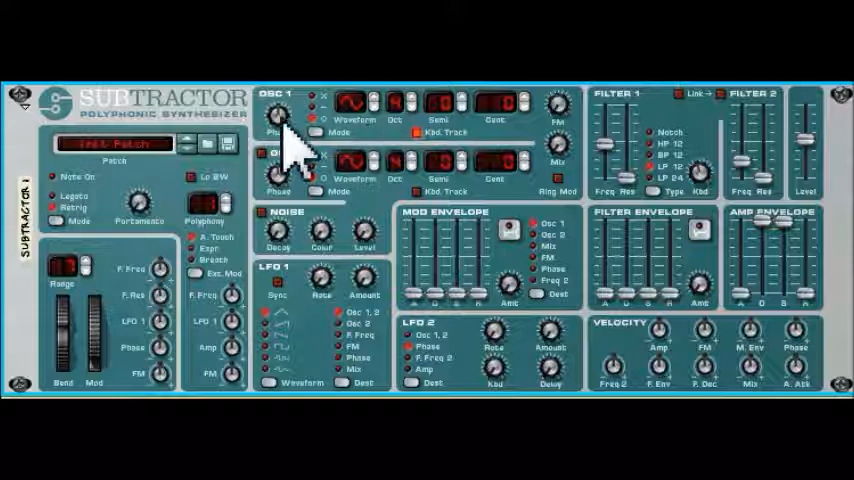 SUBTRACTOR
POLYPHONIC SYNTHESIZER
Init Patch
Patch
Note On
Legato
Retrig
Mode
Portamento
Lo BW
Polyphony
A. Touch
Expr.
Breath
Ext. Mod
SUBTRACTOR 1
Range
Bend
Mod
F. Freq
F. Res
LFO 1
Phase
FM
F. Freq
LFO 1
Amp
FM
OSC 1
Mode
Waveform
Oct
4
Semi
0
Cent
0
Kbd. Track
FM
Phase
Mode
Waveform
Oct
4
Semi
0
Cent
0
Kbd. Track
Mix
Ring Mod
NOISE
Decay
Color
Level
LFO 1
Sync
Rate
Amount
Osc 1, 2
Osc 2
F. Freq
FM
Phase
Mix
Waveform
Dest
MOD ENVELOPE
A
D
S
R
Amt
Osc 1
Osc 2
Mix
FM
Phase
Freq 2
Dest
LFO 2
Osc 1, 2
Phase
F. Freq 2
Amp
Dest
Rate
Amount
Kbd
Delay
FILTER 1
Link
FILTER 2
Notch
HP 12
BP 12
LP 12
LP 24
Freq
Res
Type
Kbd
Freq
Res
Level
FILTER ENVELOPE
A
D
S
R
Amt
AMP ENVELOPE
A
D
S
R
VELOCITY
Amp
FM
M. Env
Phase
Freq 2
F. Env
F. Dec
Mix
A. Atk